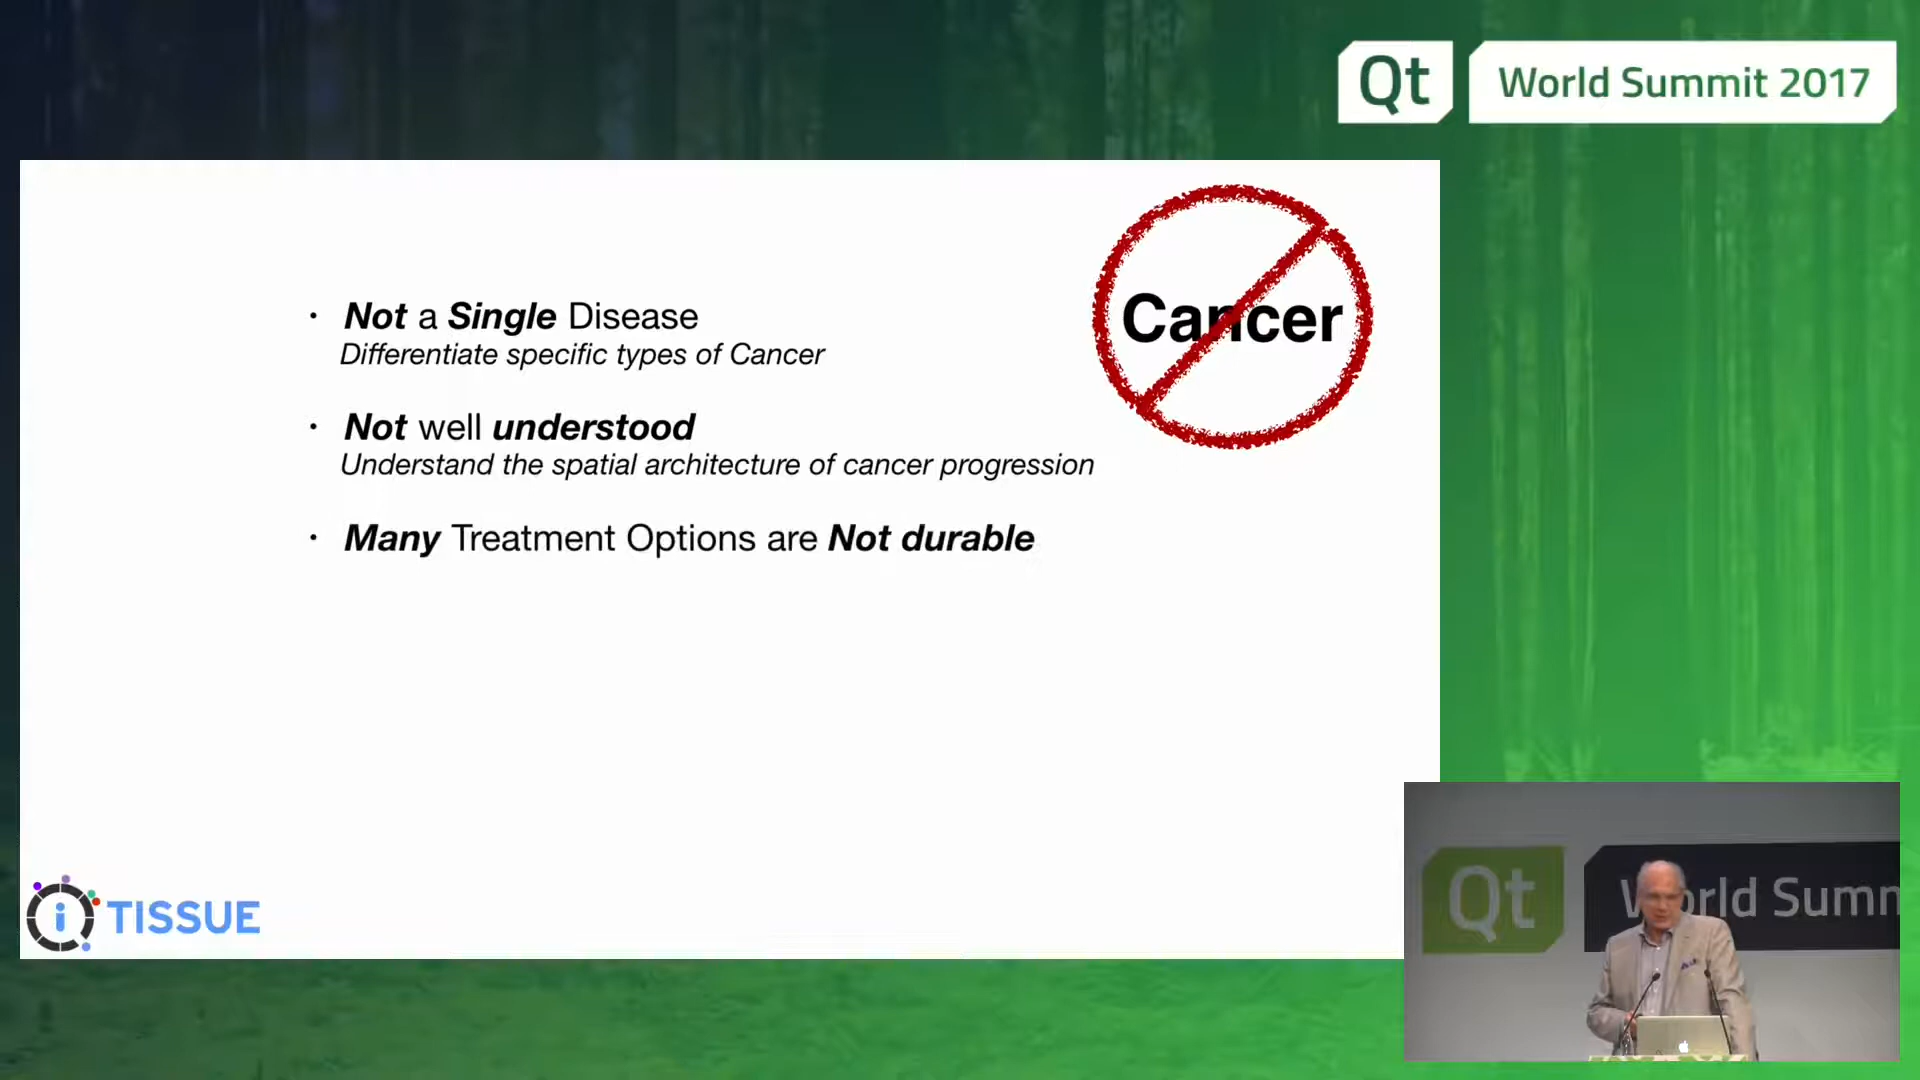 Qt World Summit 2017
Cancer
· Not a Single Disease
Differentiate specific types of Cancer
· Not well understood
Understand the spatial architecture of cancer progression
· Many Treatment Options are Not durable
i TISSUE
Qt World Summ